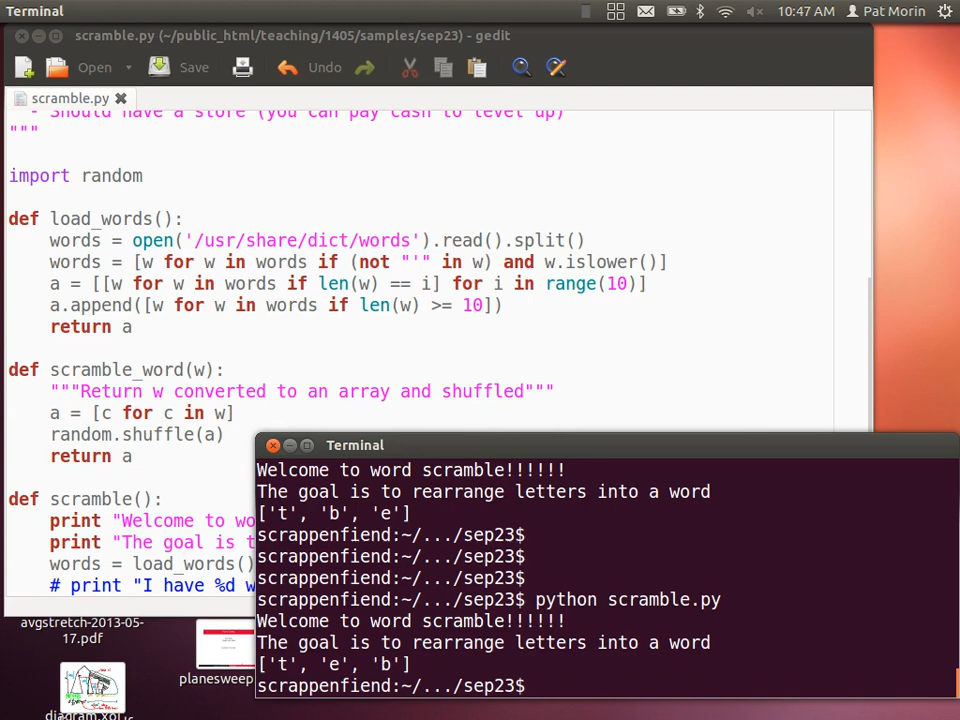 Terminal
10:47 AM Pat Morin
scramble.py (~/public_html/teaching/1405/samples/sep23) - gedit
Open Save Undo
scramble.py
- Should have a store (you can pay cash to level up)
"""
import random
def load_words():
words = open('/usr/share/dict/words').read().split()
words = [w for w in words if (not "'" in w) and w.islower()]
a = [[w for w in words if len(w) == i] for i in range(10)]
a.append([w for w in words if len(w) >= 10])
return a
def scramble_word(w):
"""Return w converted to an array and shuffled"""
a = [c for c in w]
random.shuffle(a)
return a
def scramble():
print "Welcome to wo
print "The goal is t
words = load_words()
# print "I have %d w
Terminal
Welcome to word scramble!!!!!!
The goal is to rearrange letters into a word
['t', 'b', 'e']
scrappenfiend:~/.../sep23$
scrappenfiend:~/.../sep23$
scrappenfiend:~/.../sep23$
scrappenfiend:~/.../sep23$ python scramble.py
Welcome to word scramble!!!!!!
The goal is to rearrange letters into a word
['t', 'e', 'b']
scrappenfiend:~/.../sep23$
avgstretch-2013-05-
17.pdf
planesweep